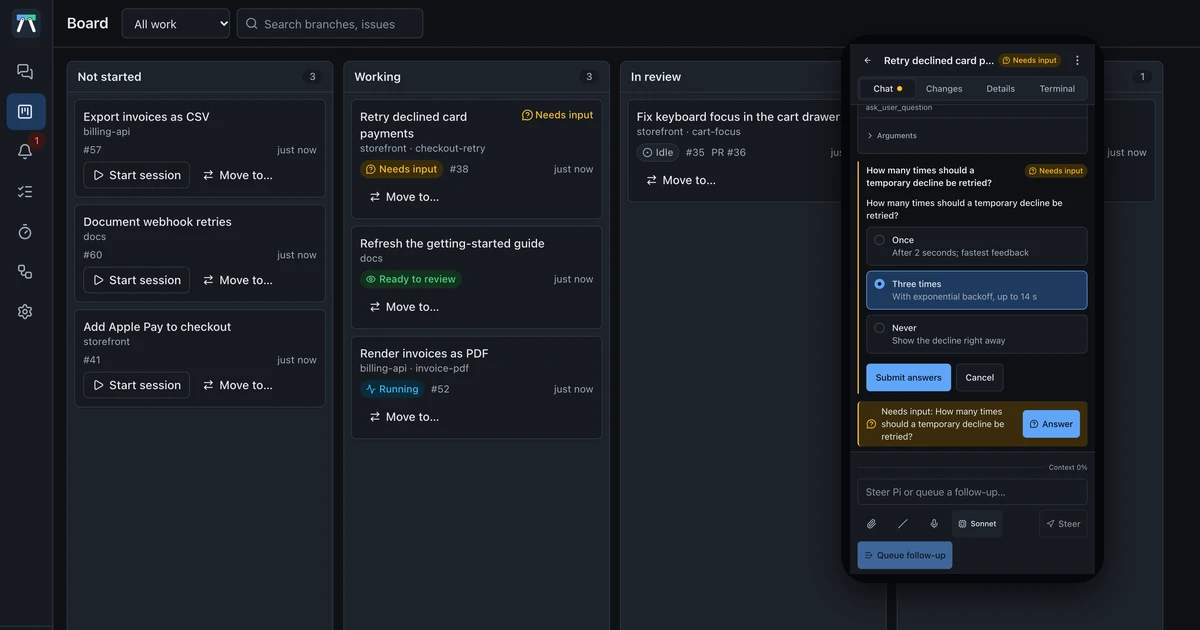 Board
All work
Search branches, issues
1
Not started
3
Export invoices as CSV
billing-api
#57
just now
Start session
Move to...
Document webhook retries
docs
#60
just now
Start session
Move to...
Add Apple Pay to checkout
storefront
#41
just now
Start session
Move to...
Working
3
Retry declined card
payments
Needs input
storefront · checkout-retry
Needs input
#38
just now
Move to...
Refresh the getting-started guide
docs
Ready to review
just now
Move to...
Render invoices as PDF
billing-api · invoice-pdf
Running
#52
just now
Move to...
In review
Fix keyboard focus in the cart drawer
storefront · cart-focus
Idle
#35
PR #36
Move to...
1
just now
Retry declined card p...
Needs input
Chat
Changes
Details
Terminal
ask_user_question
Arguments
How many times should a
temporary decline be retried?
Needs input
How many times should a temporary decline be
retried?
Once
After 2 seconds; fastest feedback
Three times
With exponential backoff, up to 14 s
Never
Show the decline right away
Submit answers
Cancel
Needs input: How many times
should a temporary decline be
retried?
Answer
Context 0%
Steer Pi or queue a follow-up...
Sonnet
Steer
Queue follow-up